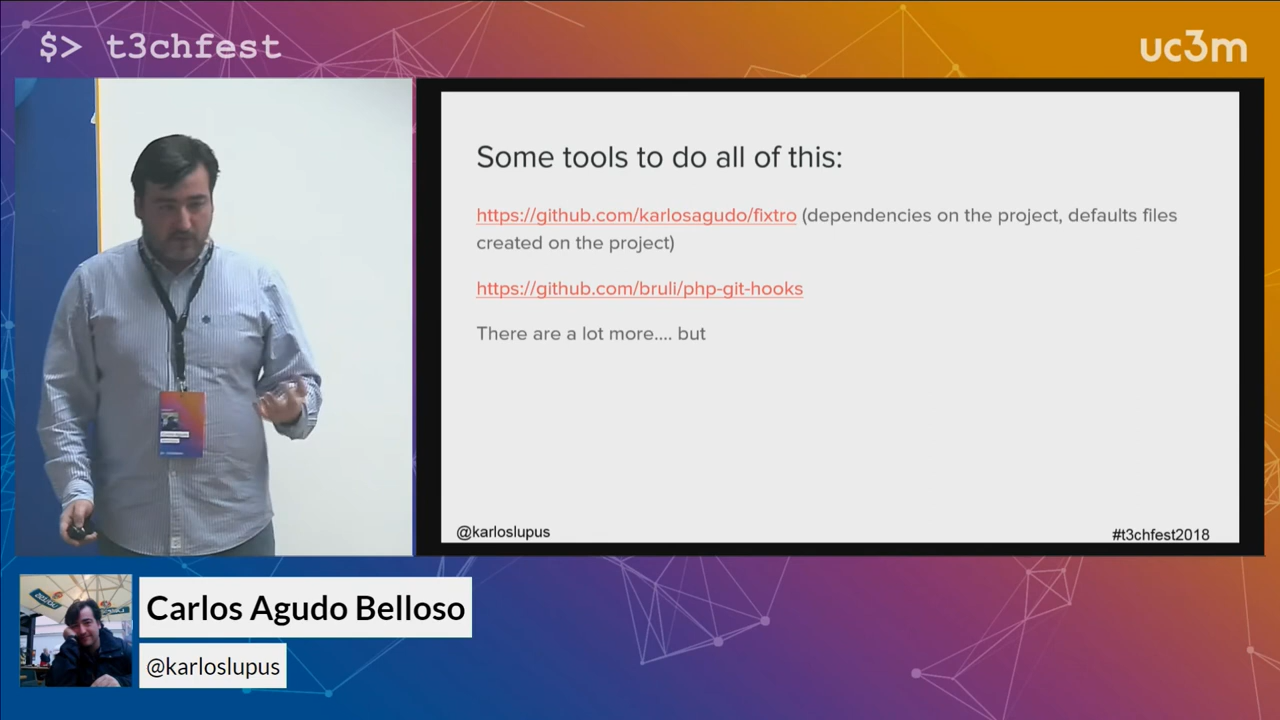 $> t3chfest
uc3m
Some tools to do all of this:
https://github.com/karlosagudo/fixtro (dependencies on the project, defaults files
created on the project)
https://github.com/bruli/php-git-hooks
There are a lot more.... but
@karloslupus
#t3chfest2018
Carlos Agudo Belloso
@karloslupus